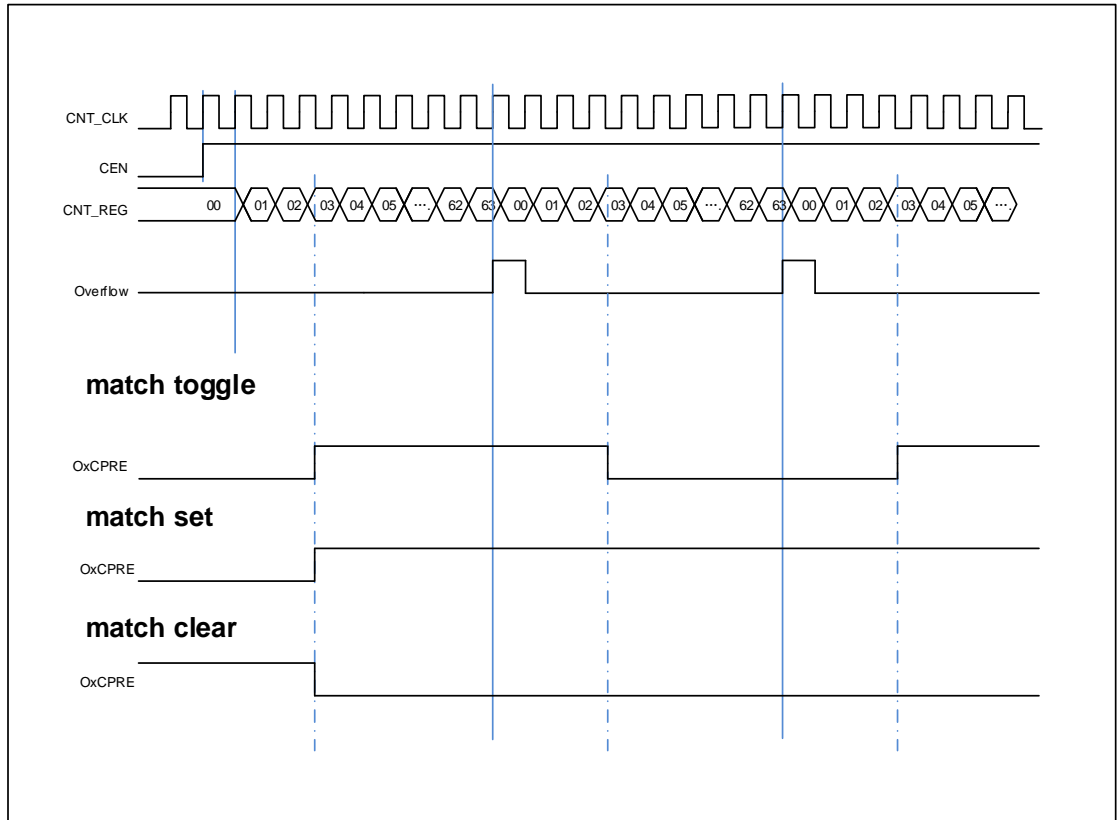 CNT_CLK
CEN
CNT_REG 00 01 02 03 04 05 ···. 62 63 00 01 02 03 04 05 ···. 62 63 00 01 02 03 04 05 ···.
Overflow
match toggle
OxCPRE
match set
OxCPRE
match clear
OxCPRE